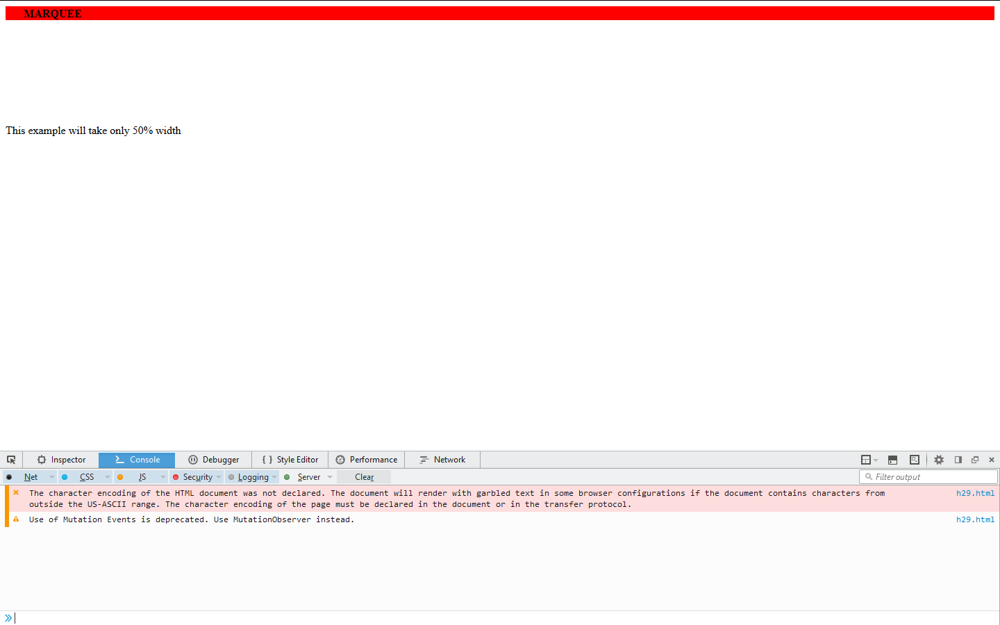 MARQUEE
This example will take only 50% width
Inspector Console Debugger { } Style Editor Performance Network
Net CSS JS Security Logging Server Clear Filter output
The character encoding of the HTML document was not declared. The document will render with garbled text in some browser configurations if the document contains characters from h29.html
outside the US-ASCII range. The character encoding of the page must be declared in the document or in the transfer protocol.
Use of Mutation Events is deprecated. Use MutationObserver instead. h29.html